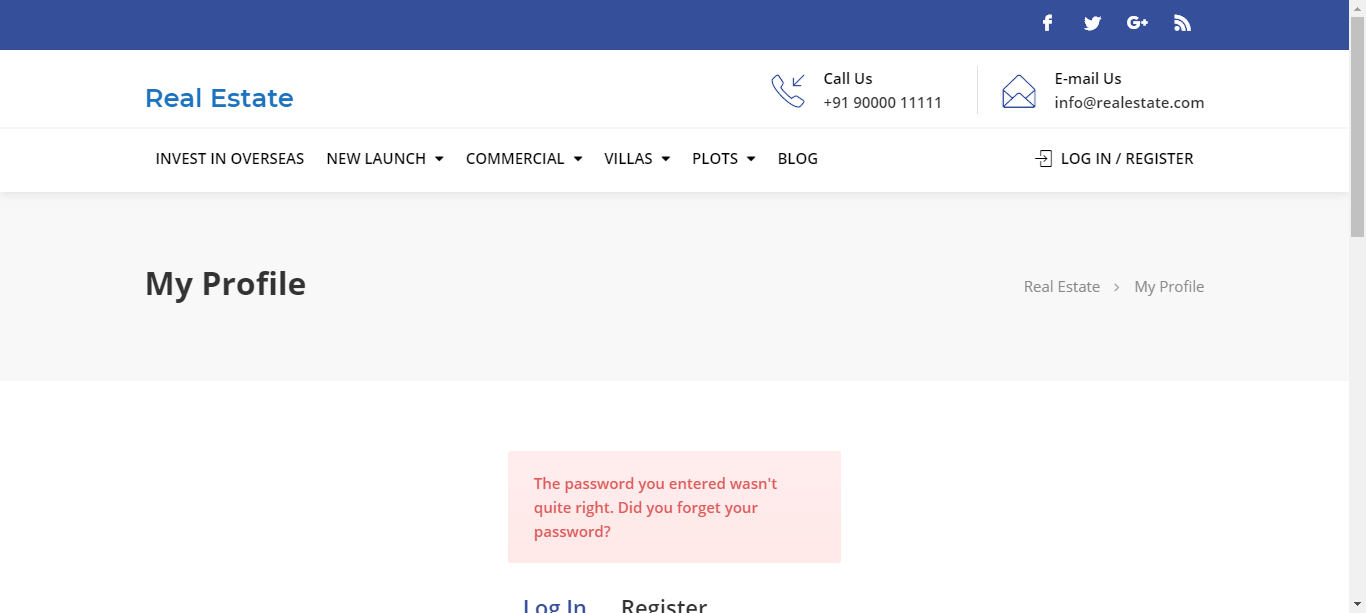 Real Estate
Call Us
+91 90000 11111
E-mail Us
info@realestate.com
INVEST IN OVERSEAS NEW LAUNCH COMMERCIAL VILLAS PLOTS BLOG LOG IN / REGISTER
My Profile
Real Estate > My Profile
The password you entered wasn't
quite right. Did you forget your
password?
Log In Register